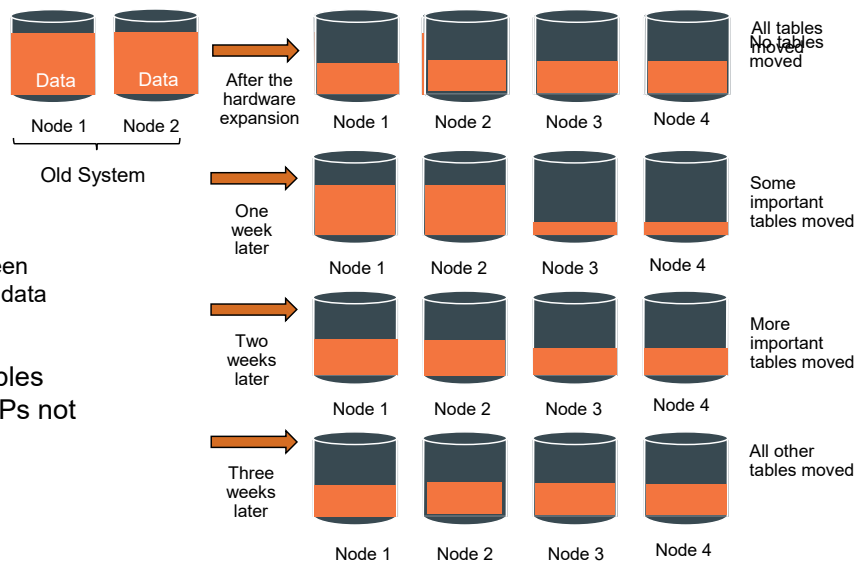 Data
Data
Node 1
Node 2
Old System
After the
hardware
expansion
Node 1
Node 2
Node 3
Node 4
All tables
moved
No tables
moved
One
week
later
Node 1
Node 2
Node 3
Node 4
Some
important
tables moved
een
data
Two
weeks
later
Node 1
Node 2
Node 3
Node 4
More
important
tables moved
bles
Ps not
Three
weeks
later
Node 1
Node 2
Node 3
Node 4
All other
tables moved